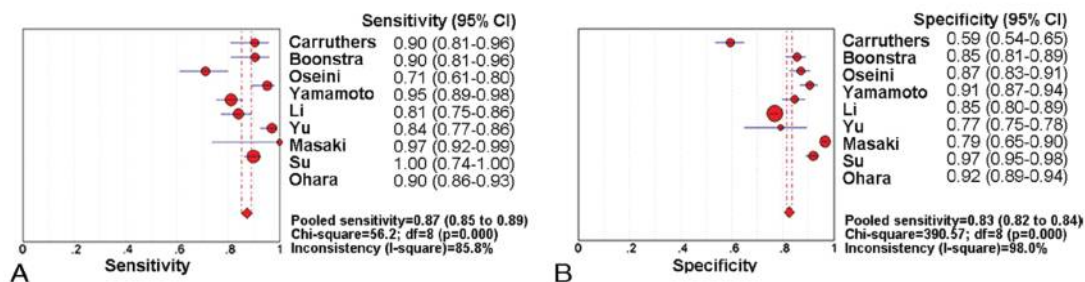 Sensitivity (95% CI)
Carruthers 0.90 (0.81-0.96)
Boonstra 0.90 (0.81-0.96)
Oseini 0.71 (0.61-0.80)
Yamamoto 0.95 (0.89-0.98)
Li 0.81 (0.75-0.86)
Yu 0.84 (0.77-0.86)
Masaki 0.97 (0.92-0.99)
Su 1.00 (0.74-1.00)
Ohara 0.90 (0.86-0.93)
Pooled sensitivity=0.87 (0.85 to 0.89)
Chi-square=56.2; df=8 (p=0.000)
Inconsistency (I-square)=85.8%
0 .2 .4 .6 .8 1
Sensitivity
A
Specificity (95% CI)
Carruthers 0.59 (0.54-0.65)
Boonstra 0.85 (0.81-0.89)
Oseini 0.87 (0.83-0.91)
Yamamoto 0.91 (0.87-0.94)
Li 0.85 (0.80-0.89)
Yu 0.77 (0.75-0.78)
Masaki 0.79 (0.65-0.90)
Su 0.97 (0.95-0.98)
Ohara 0.92 (0.89-0.94)
Pooled sensitivity=0.83 (0.82 to 0.84)
Chi-square=390.57; df=8 (p=0.000)
Inconsistency (I-square)=98.0%
0 .2 .4 .6 .8 1
Specificity
B